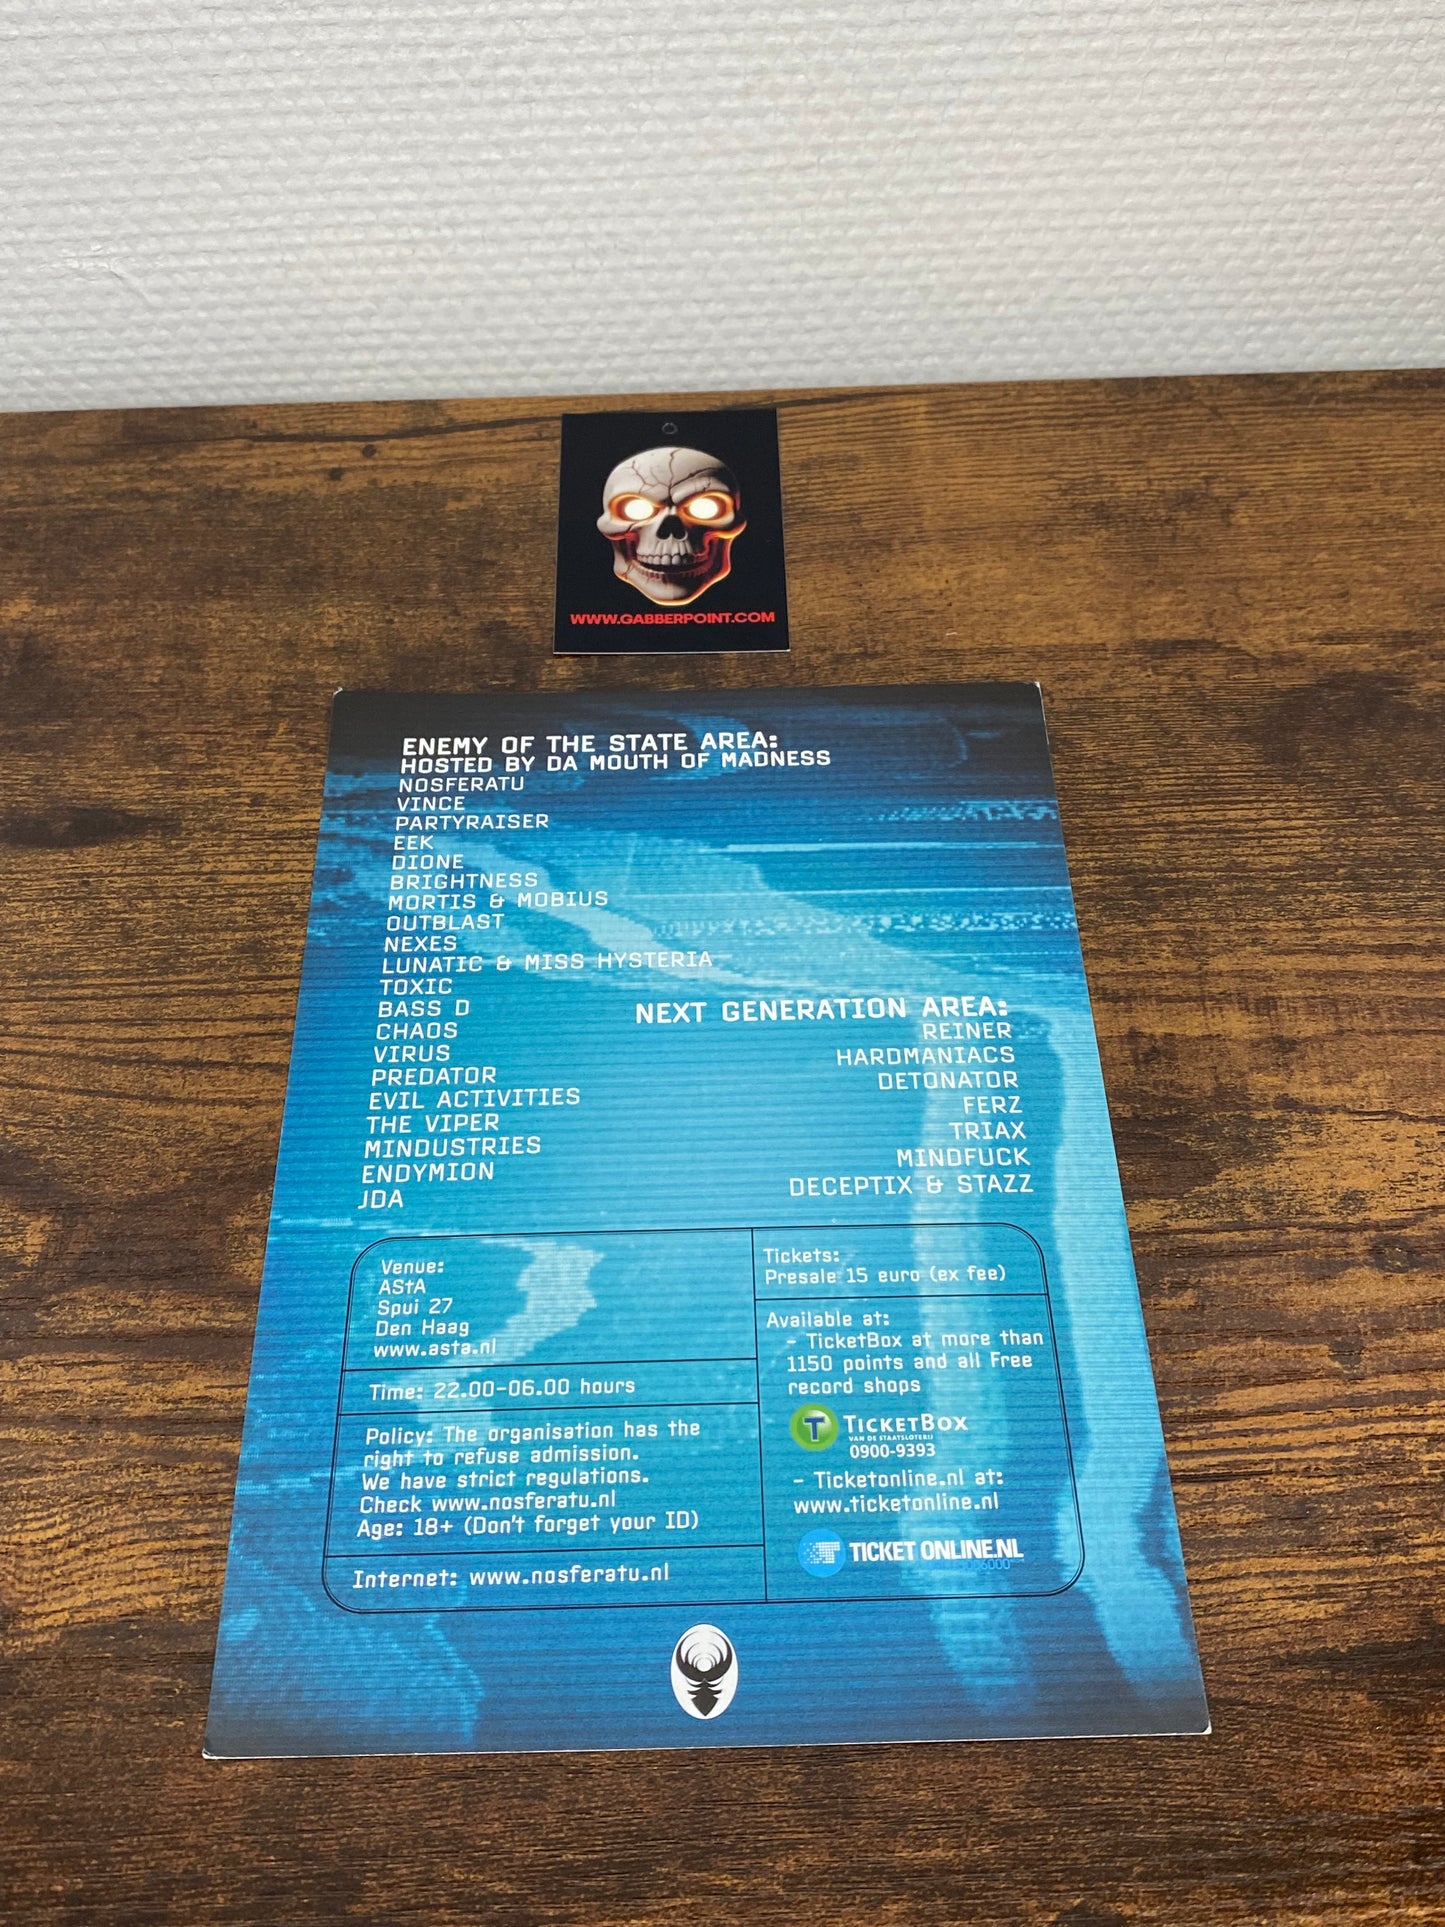 WWW.GABBERPOINT.COM
ENEMY OF THE STATE AREA:
HOSTED BY DA MOUTH OF MADNESS
NOSFERATU
VINCE
PARTYRAISER
EEK
DIONE
BRIGHTNESS
MORTIS & MOBIUS
OUTBLAST
NEXES
LUNATIC & MISS HYSTERIA
TOXIC
BASS D
CHAOS
VIRUS
PREDATOR
EVIL ACTIVITIES
THE VIPER
MINDUSTRIES
ENDYMION
JDA
NEXT GENERATION AREA:
REINER
HARDMANIACS
DETONATOR
FERZ
TRIAX
MINDFUCK
DECEPTIX & STAZZ
Venue:
AStA
Spui 27
Den Haag
www.asta.nl
Time: 22.00-06.00 hours
Policy: The organisation has the
right to refuse admission.
We have strict regulations.
Check www.nosferatu.nl
Age: 18+ (Don't forget your ID)
Internet: www.nosferatu.nl
Tickets:
Presale 15 euro (ex fee)
Available at:
- TicketBox at more than
1150 points and all Free
record shops
T TICKETBOX
VAN DE STAATSLOTERIJ
0900-9393
- Ticketonline.nl at:
www.ticketonline.nl
TICKET ONLINE.NL